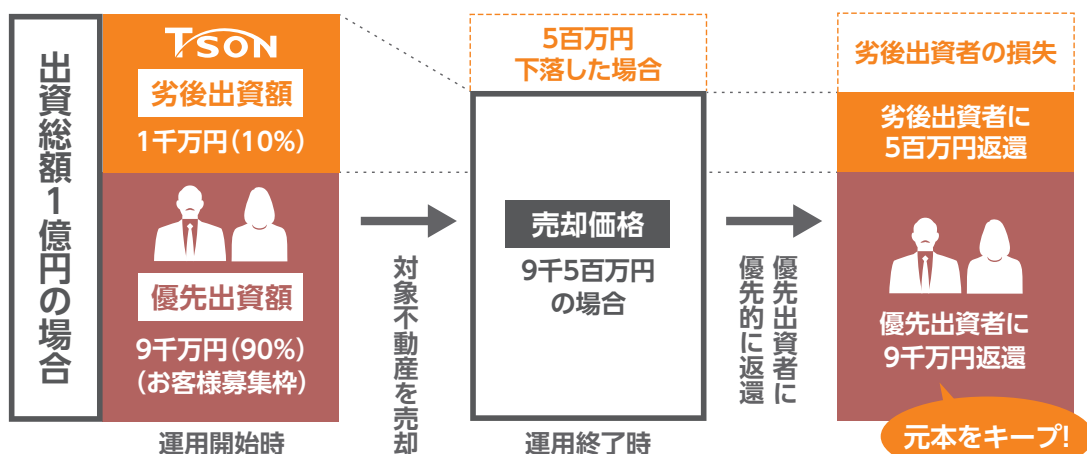 出資総額1億円の場合
TSON
劣後出資額
1千万円(10%)
優先出資額
9千万円(90%)
(お客様募集枠)
運用開始時
対象不動産を売却
5百万円
下落した場合
売却価格
9千5百万円
の場合
運用終了時
優先出資者に
優先的に返還
劣後出資者の損失
劣後出資者に
5百万円返還
優先出資者に
9千万円返還
元本をキープ!